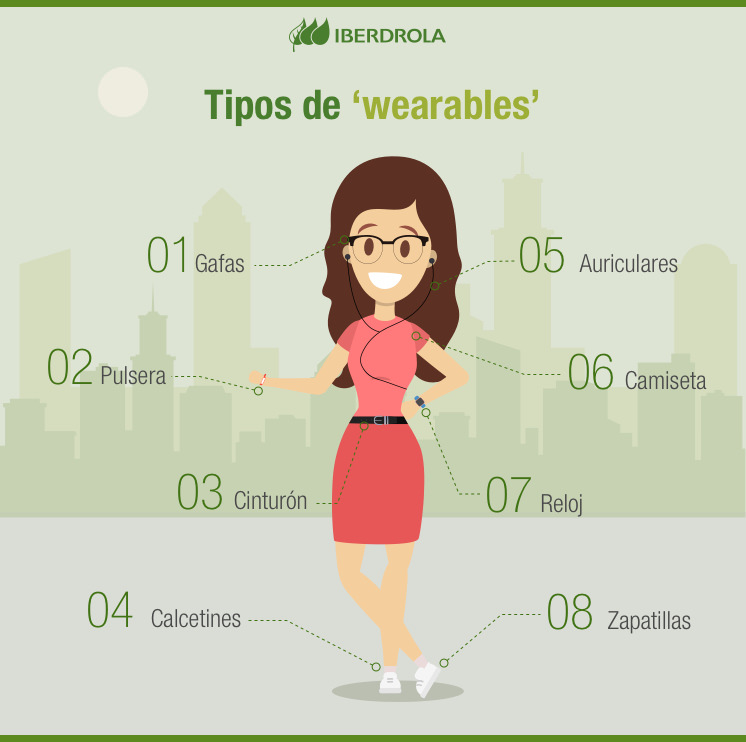 IBERDROLA
Tipos de ‘wearables’
01 Gafas
02 Pulsera
03 Cinturón
04 Calcetines
05 Auriculares
06 Camiseta
07 Reloj
08 Zapatillas